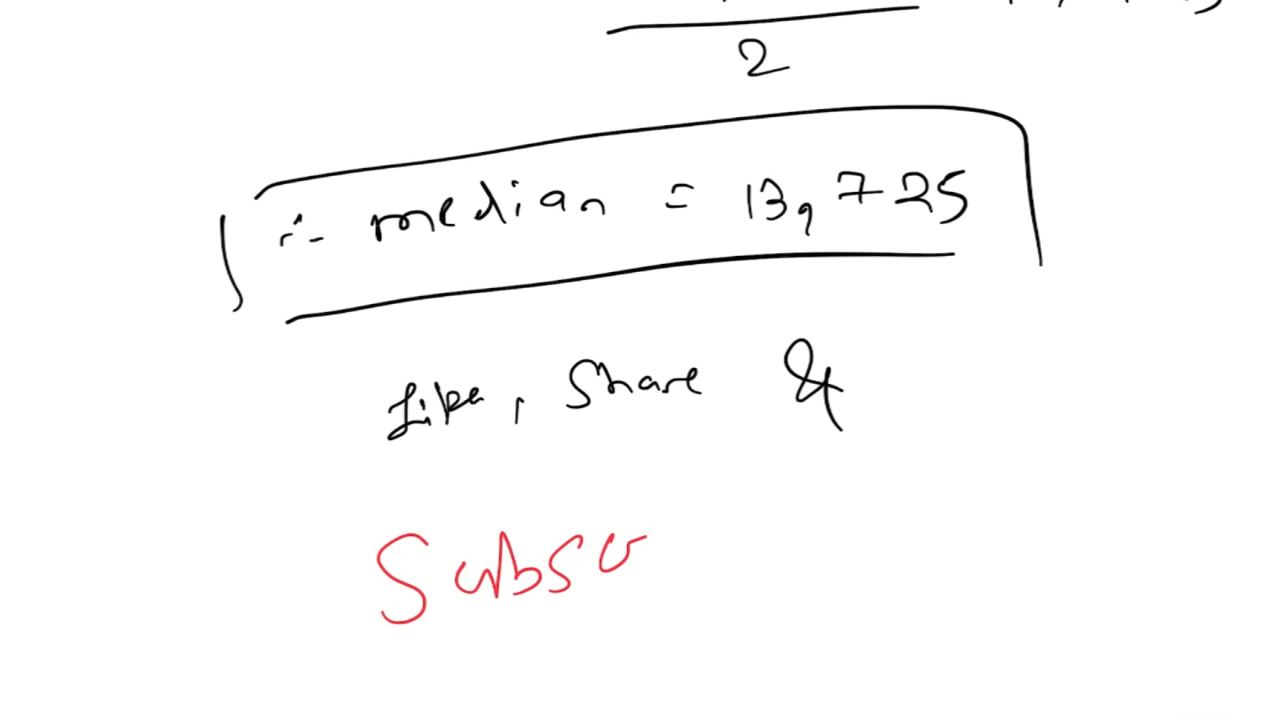 2
∴ median = 13,725
Like, Share &
Subsc